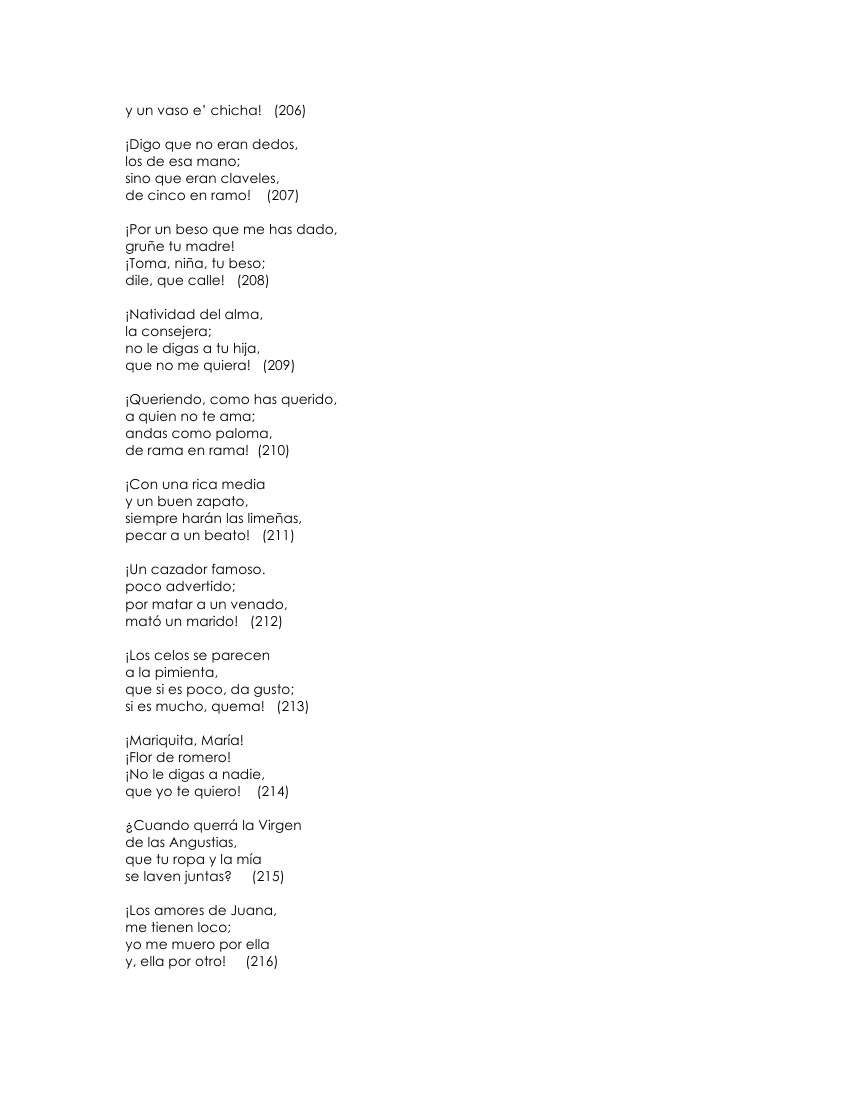 y un vaso e’ chicha! (206)
¡Digo que no eran dedos,
los de esa mano;
sino que eran claveles,
de cinco en ramo! (207)
¡Por un beso que me has dado,
gruñe tu madre!
¡Toma, niña, tu beso;
dile, que calle! (208)
¡Natividad del alma,
la consejera;
no le digas a tu hija,
que no me quiera! (209)
¡Queriendo, como has querido,
a quien no te ama;
andas como paloma,
de rama en rama! (210)
¡Con una rica media
y un buen zapato,
siempre harán las limeñas,
pecar a un beato! (211)
¡Un cazador famoso.
poco advertido;
por matar a un venado,
mató un marido! (212)
¡Los celos se parecen
a la pimienta,
que si es poco, da gusto;
si es mucho, quema! (213)
¡Mariquita, María!
¡Flor de romero!
¡No le digas a nadie,
que yo te quiero! (214)
¿Cuando querrá la Virgen
de las Angustias,
que tu ropa y la mía
se laven juntas? (215)
¡Los amores de Juana,
me tienen loco;
yo me muero por ella
y, ella por otro! (216)